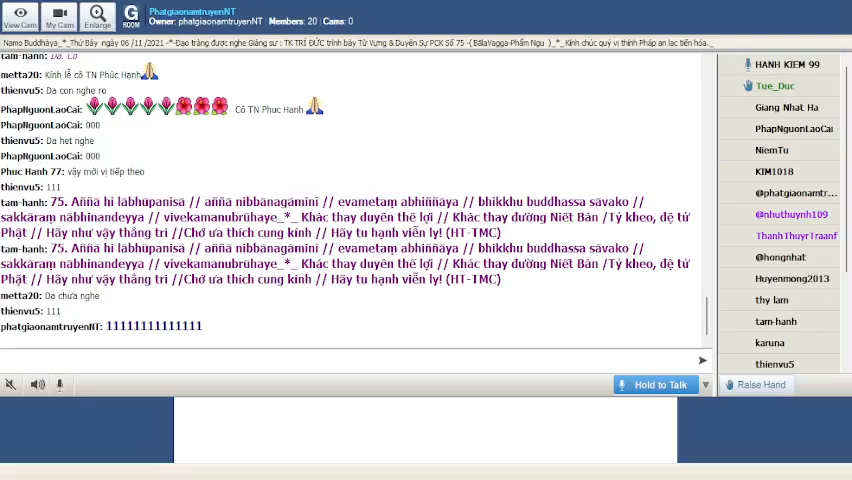 View Cam
My Cam
Enlarge
G
ROOM
PhatgiaonamtruyenNT
Owner: phatgiaonamtruyenNT | Members: 20 | Cams: 0
Namo Buddhàya_*_Thứ Bảy ngày 06 /11 /2021 -*-Đạo tràng được nghe Giảng sư : TK TRÍ ĐỨC trình bày Từ Vựng & Duyên Sự PCK Số 75 -( BālaVagga-Phẩm Ngu )_*_ Kính chúc quý vị thính Pháp an lạc tiến hóa._
tam-hanh: Dạ. Có
metta20: Kính lễ cô TN Phúc Hạnh
thienvu5: Da con nghe ro
PhapNguonLaoCai: Cô TN Phuc Hanh
PhapNguonLaoCai: 000
thienvu5: Da het nghe
PhapNguonLaoCai: 000
Phuc Hanh 77: vậy mới vị tiếp theo
thienvu5: 111
tam-hanh: 75. Aññā hi lābhūpanisā // aññā nibbānagāminī // evametaṃ abhiññāya // bhikkhu buddhassa sāvako //
sakkāraṃ nābhinandeyya // vivekamanubrūhaye_*_ Khác thay duyên thế lợi // Khác thay đường Niết Bàn /Tỷ kheo, đệ tử
Phật // Hãy như vậy thắng tri //Chớ ưa thích cung kính // Hãy tu hạnh viễn ly! (HT-TMC)
tam-hanh: 75. Aññā hi lābhūpanisā // aññā nibbānagāminī // evametaṃ abhiññāya // bhikkhu buddhassa sāvako //
sakkāraṃ nābhinandeyya // vivekamanubrūhaye_*_ Khác thay duyên thế lợi // Khác thay đường Niết Bàn /Tỷ kheo, đệ tử
Phật // Hãy như vậy thắng tri //Chớ ưa thích cung kính // Hãy tu hạnh viễn ly! (HT-TMC)
metta20: Dạ chưa nghe
thienvu5: 111
phatgiaonamtruyenNT: 11111111111111
HANH KIEM 99
Tue_Duc
Giang Nhat Ha
PhapNguonLaoCai
NiemTu
KIM1018
@phatgiaonamtr...
@nhuthuynh109
ThanhThuyrTraanf
@hongnhat
Huyenmong2013
thy lam
tam-hanh
karuna
thienvu5
Hold to Talk
Raise Hand